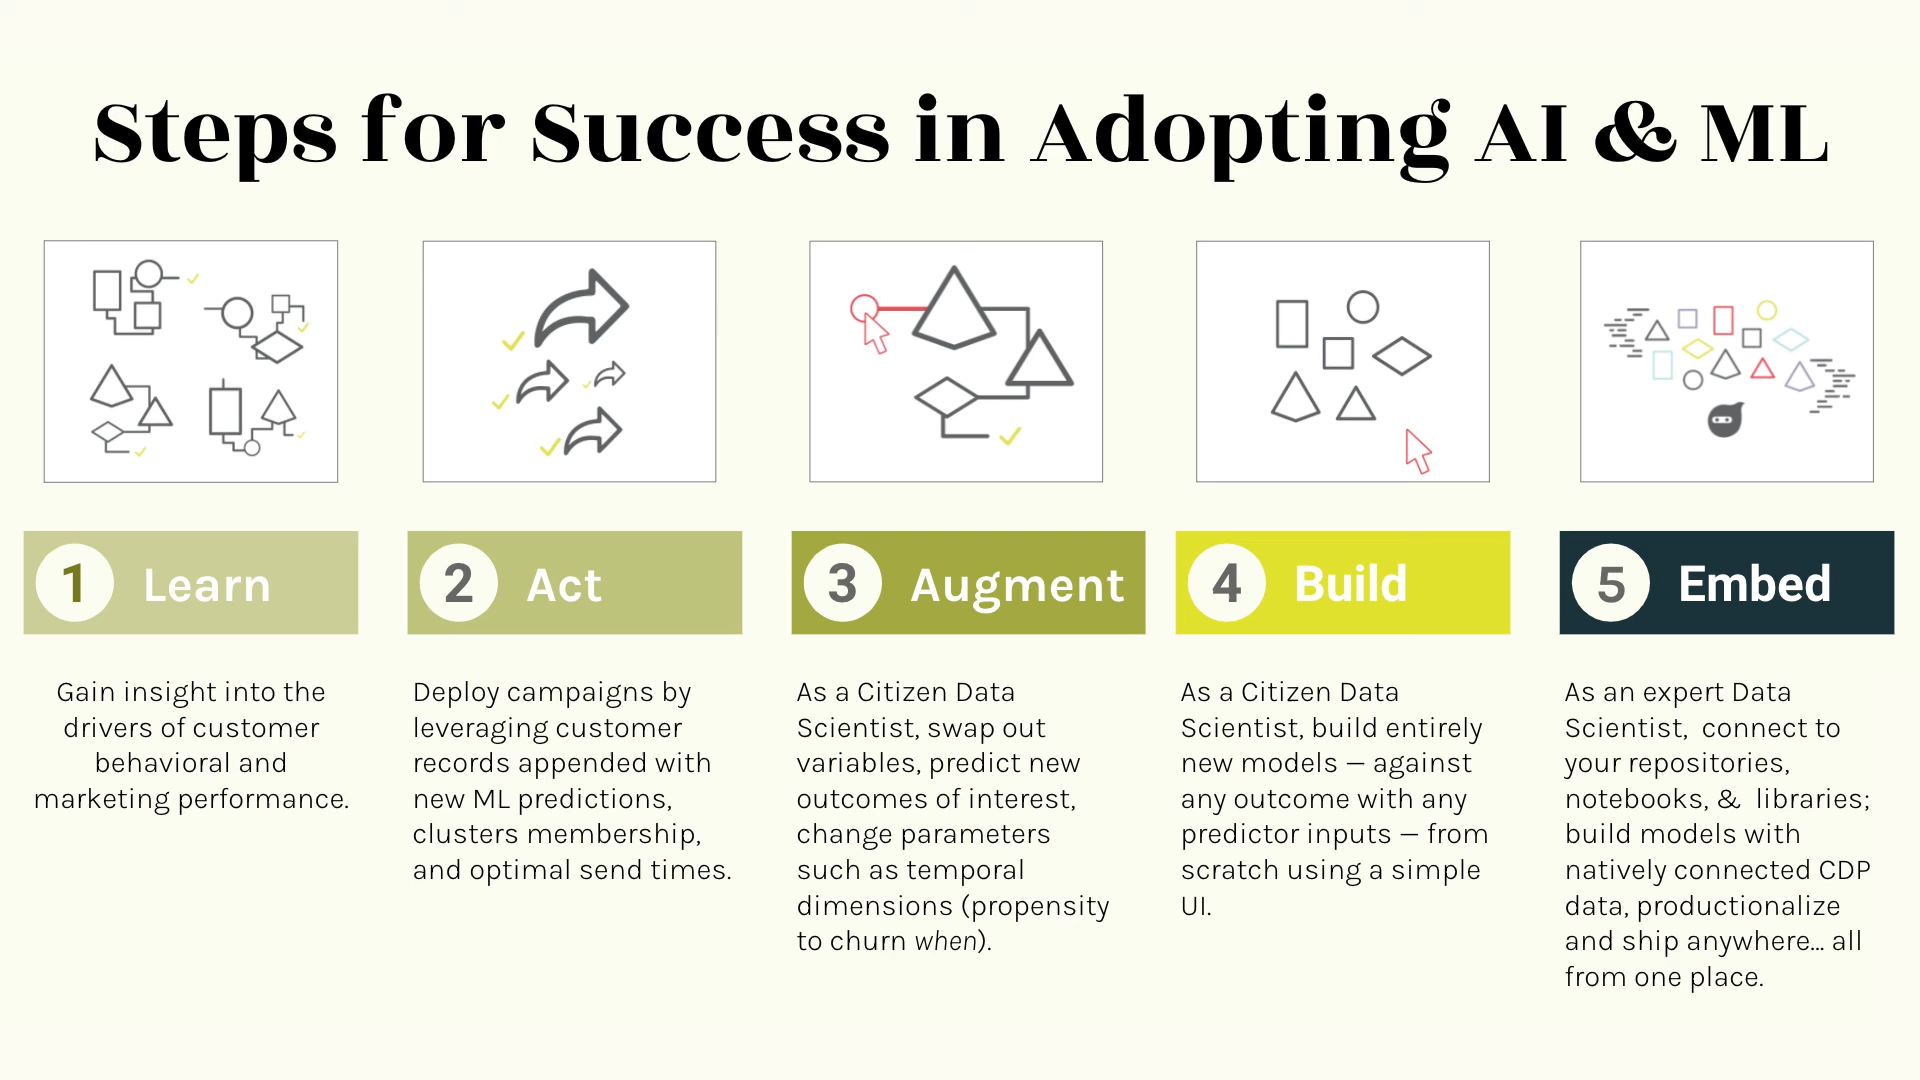 Steps for Success in Adopting AI & ML
1 Learn
Gain insight into the
drivers of customer
behavioral and
marketing performance.
2 Act
Deploy campaigns by
leveraging customer
records appended with
new ML predictions,
clusters membership,
and optimal send times.
3 Augment
As a Citizen Data
Scientist, swap out
variables, predict new
outcomes of interest,
change parameters
such as temporal
dimensions (propensity
to churn when).
4 Build
As a Citizen Data
Scientist, build entirely
new models – against
any outcome with any
predictor inputs – from
scratch using a simple
UI.
5 Embed
As an expert Data
Scientist,  connect to
your repositories,
notebooks, &  libraries;
build models with
natively connected CDP
data, productionalize
and ship anywhere... all
from one place.